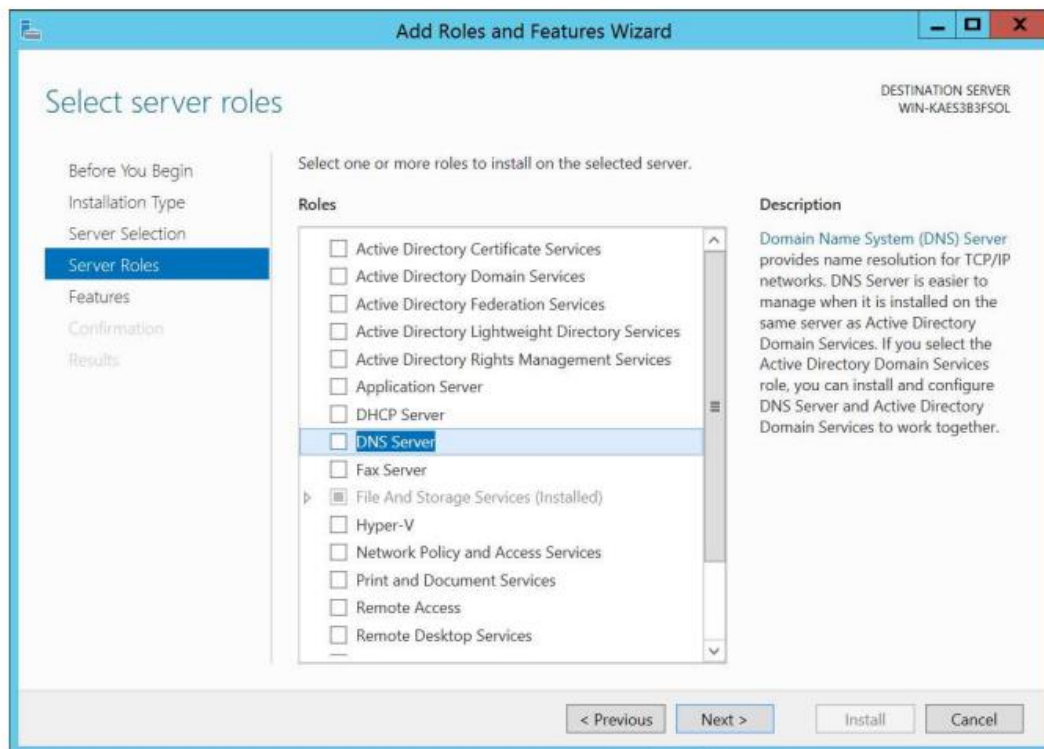 Add Roles and Features Wizard
Select server roles
DESTINATION SERVER
WIN-KAES3B3FSOL
Before You Begin
Installation Type
Server Selection
Server Roles
Features
Confirmation
Results
Select one or more roles to install on the selected server.
Roles
Active Directory Certificate Services
Active Directory Domain Services
Active Directory Federation Services
Active Directory Lightweight Directory Services
Active Directory Rights Management Services
Application Server
DHCP Server
DNS Server
Fax Server
File And Storage Services (Installed)
Hyper-V
Network Policy and Access Services
Print and Document Services
Remote Access
Remote Desktop Services
Description
Domain Name System (DNS) Server
provides name resolution for TCP/IP
networks. DNS Server is easier to
manage when it is installed on the
same server as Active Directory
Domain Services. If you select the
Active Directory Domain Services
role, you can install and configure
DNS Server and Active Directory
Domain Services to work together.
< Previous
Next >
Install
Cancel